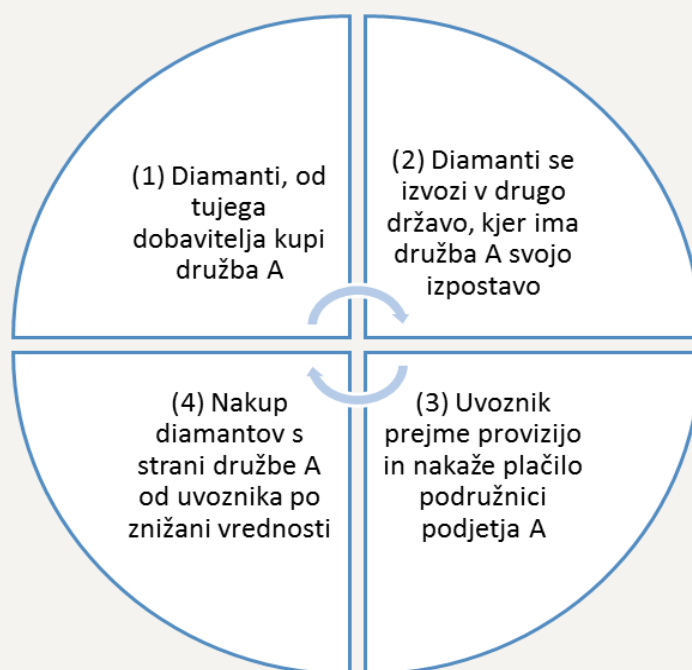 (1) Diamanti, od
tujega
dobavitelja kupi
družba A
(2) Diamanti se
izvozi v drugo
državo, kjer ima
družba A svojo
izpostavo
(4) Nakup
diamantov s
strani družbe A
od uvoznika po
znižani vrednosti
(3) Uvoznik
prejme provizijo
in nakaže plačilo
podružnici
podjetja A